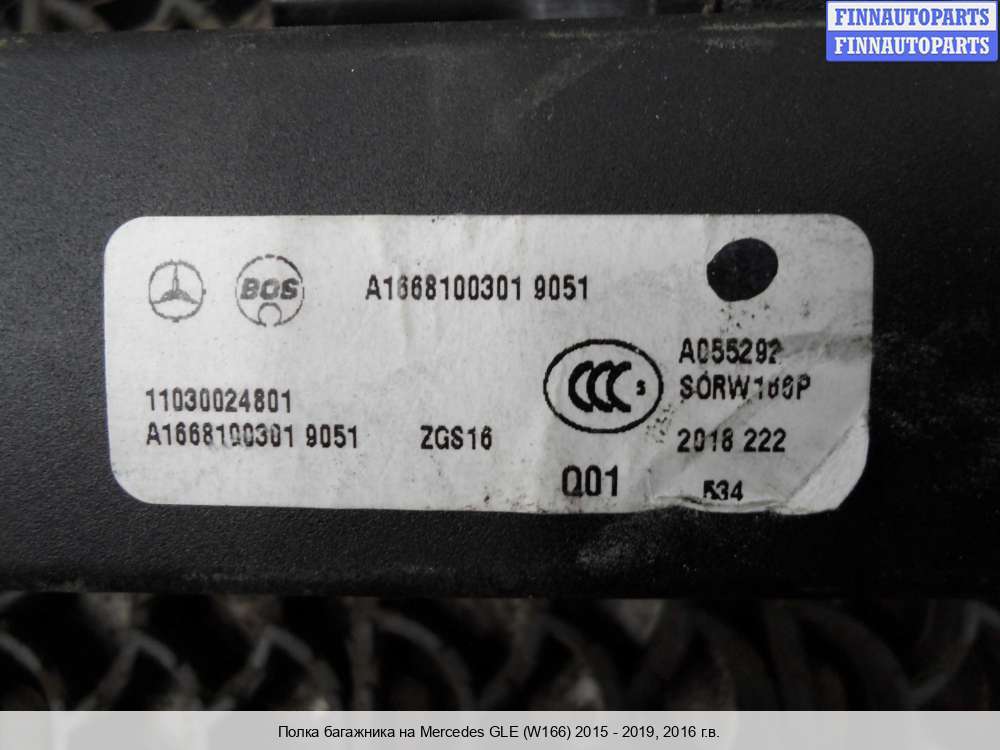 FINNAUTOPARTS
FINNAUTOPARTS
BOS
A1668100301 9051
A055292
SORW166P
CCC S
11030024801
A1668100301 9051
ZGS16
2018 222
Q01
534
Полка багажника на Mercedes GLE (W166) 2015 - 2019, 2016 г.в.